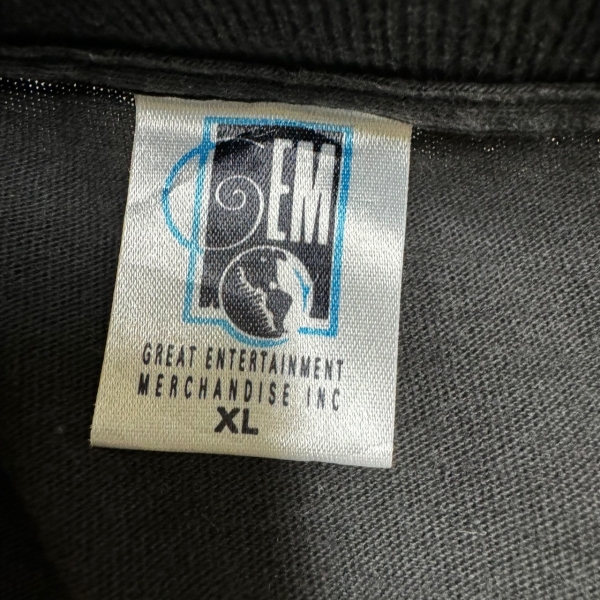 GEM
GREAT ENTERTAINMENT
MERCHANDISE INC
XL